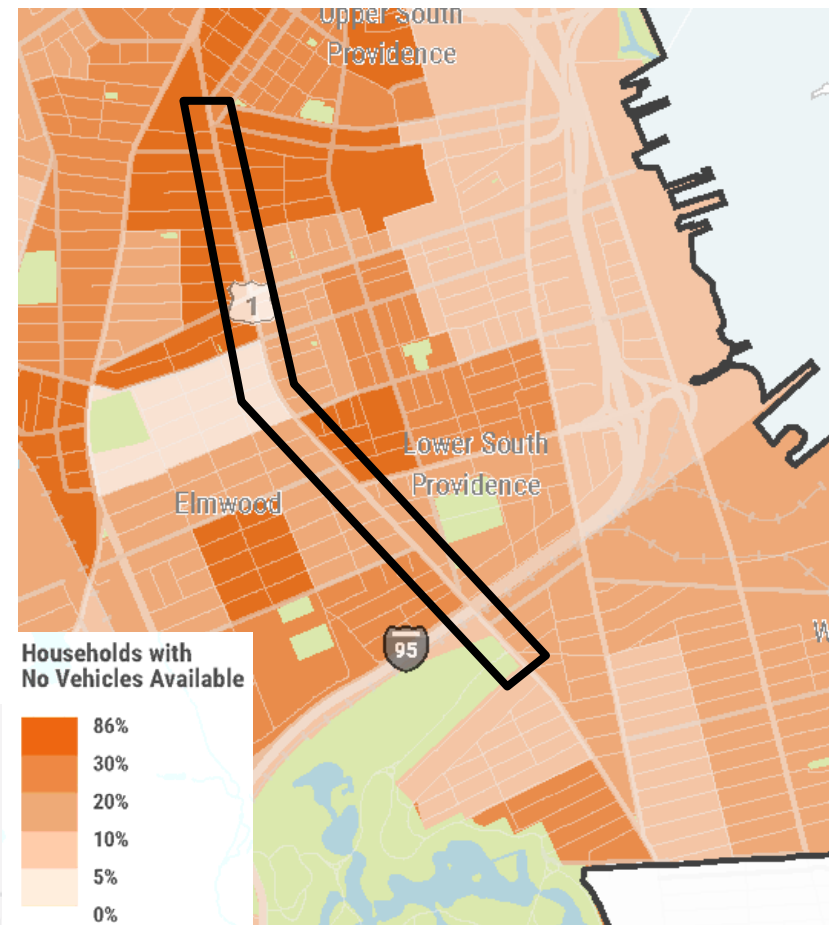 Upper South
Providence
1
Lower South
Providence
Elmwood
95
W
Households with
No Vehicles Available
86%
30%
20%
10%
5%
0%